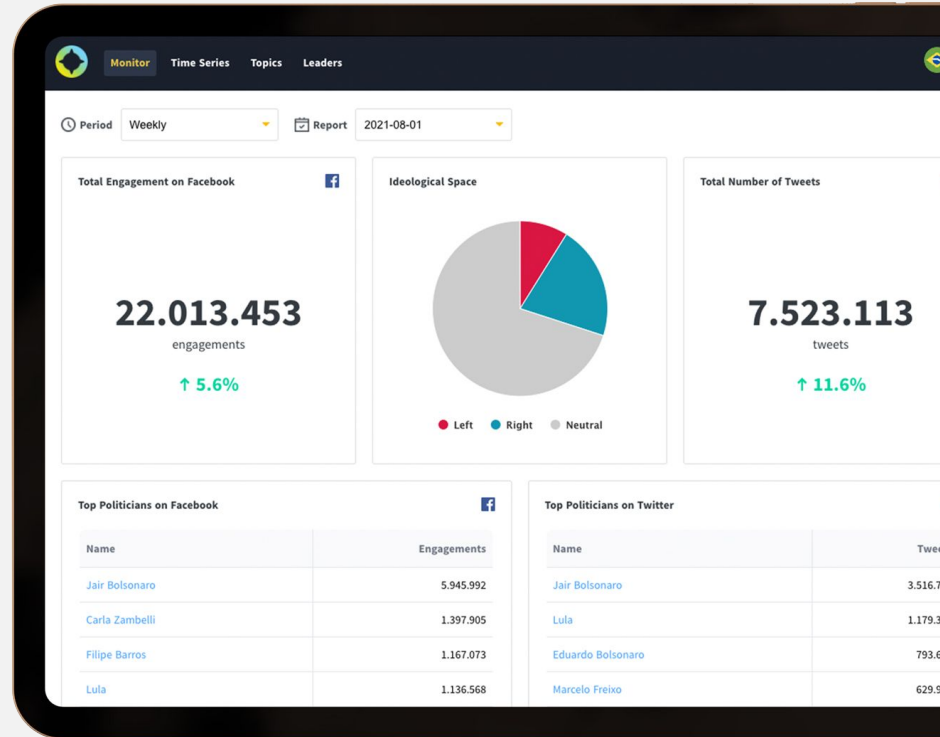 Monitor Time Series Topics Leaders
Period Weekly Report 2021-08-01
Total Engagement on Facebook
22.013.453
engagements
↑ 5.6%
Ideological Space
Left Right Neutral
Total Number of Tweets
7.523.113
tweets
↑ 11.6%
Top Politicians on Facebook
Name Engagements
Jair Bolsonaro 5.945.992
Carla Zambelli 1.397.905
Filipe Barros 1.167.073
Lula 1.136.568
Top Politicians on Twitter
Name
Jair Bolsonaro
Lula
Eduardo Bolsonaro
Marcelo Freixo